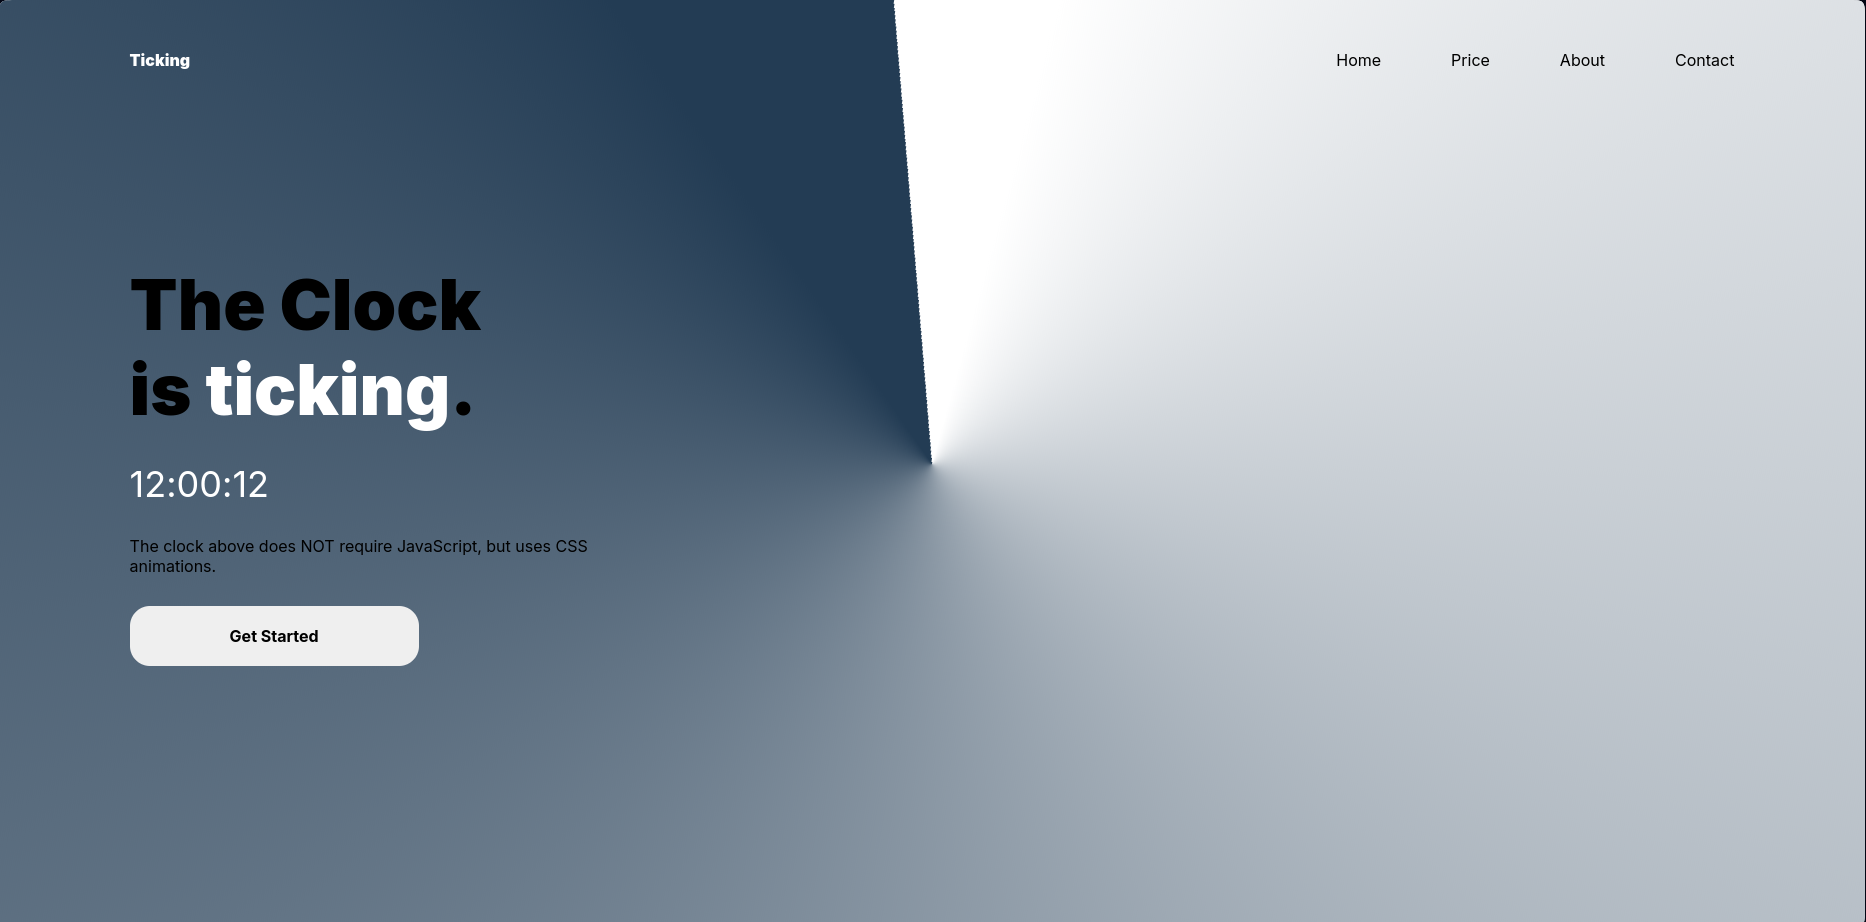 Ticking
Home Price About Contact
The Clock
is ticking.
12:00:12
The clock above does NOT require JavaScript, but uses CSS
animations.
Get Started